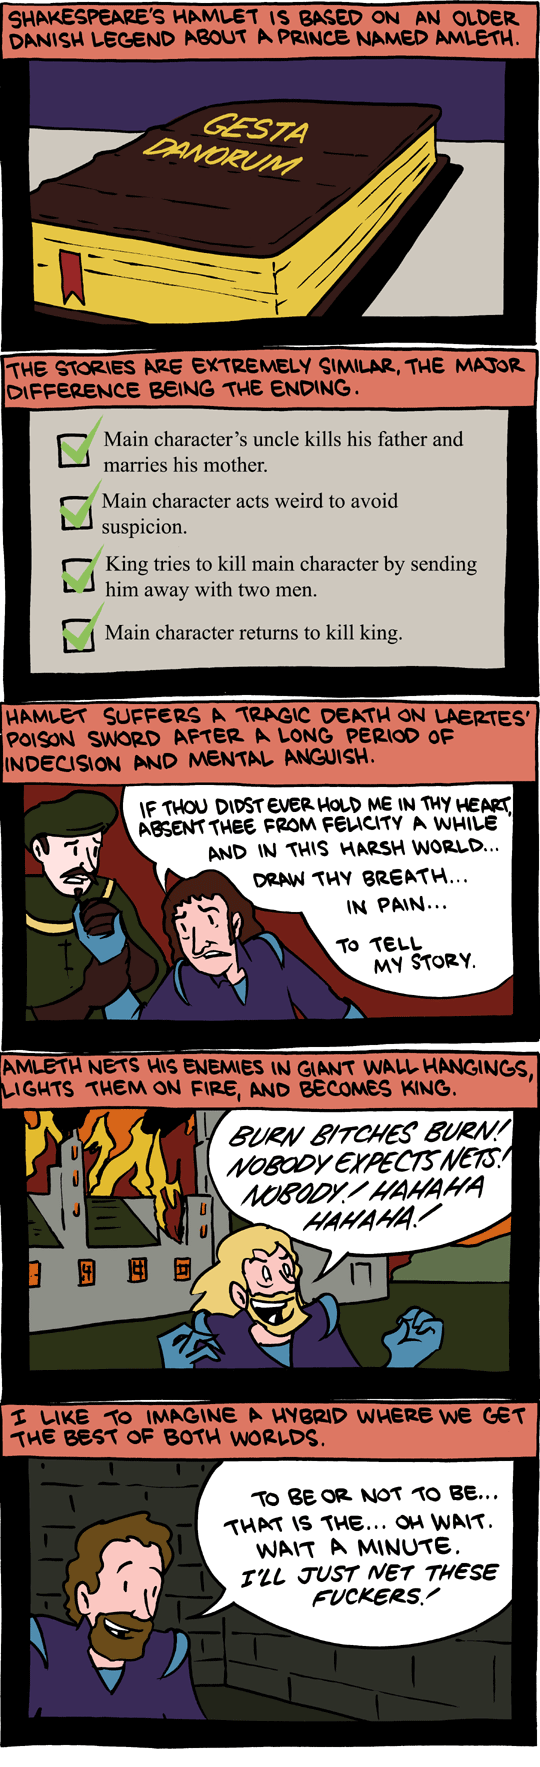 SHAKESPEARE'S HAMLET IS BASED ON AN OLDER
DANISH LEGEND ABOUT A PRINCE NAMED AMLETH.
GESTA
DANORUM
THE STORIES ARE EXTREMELY SIMILAR, THE MAJOR
DIFFERENCE BEING THE ENDING.
Main character's uncle kills his father and
marries his mother.
Main character acts weird to avoid
suspicion.
King tries to kill main character by sending
him away with two men.
Main character returns to kill king.
HAMLET SUFFERS A TRAGIC DEATH ON LAERTES'
POISON SWORD AFTER A LONG PERIOD OF
INDECISION AND MENTAL ANGUISH.
IF THOU DIDST EVER HOLD ME IN THY HEART,
ABSENT THEE FROM FELICITY A WHILE
AND IN THIS HARSH WORLD...
DRAW THY BREATH...
IN PAIN...
TO TELL
MY STORY.
AMLETH NETS HIS ENEMIES IN GIANT WALL HANGINGS,
LIGHTS THEM ON FIRE, AND BECOMES KING.
BURN BITCHES BURN!
NOBODY EXPECTS NETS!
NOBODY! HAHAHA
HAHAHA!
I LIKE TO IMAGINE A HYBRID WHERE WE GET
THE BEST OF BOTH WORLDS.
TO BE OR NOT TO BE...
THAT IS THE... OH WAIT.
WAIT A MINUTE.
I'LL JUST NET THESE
FUCKERS!